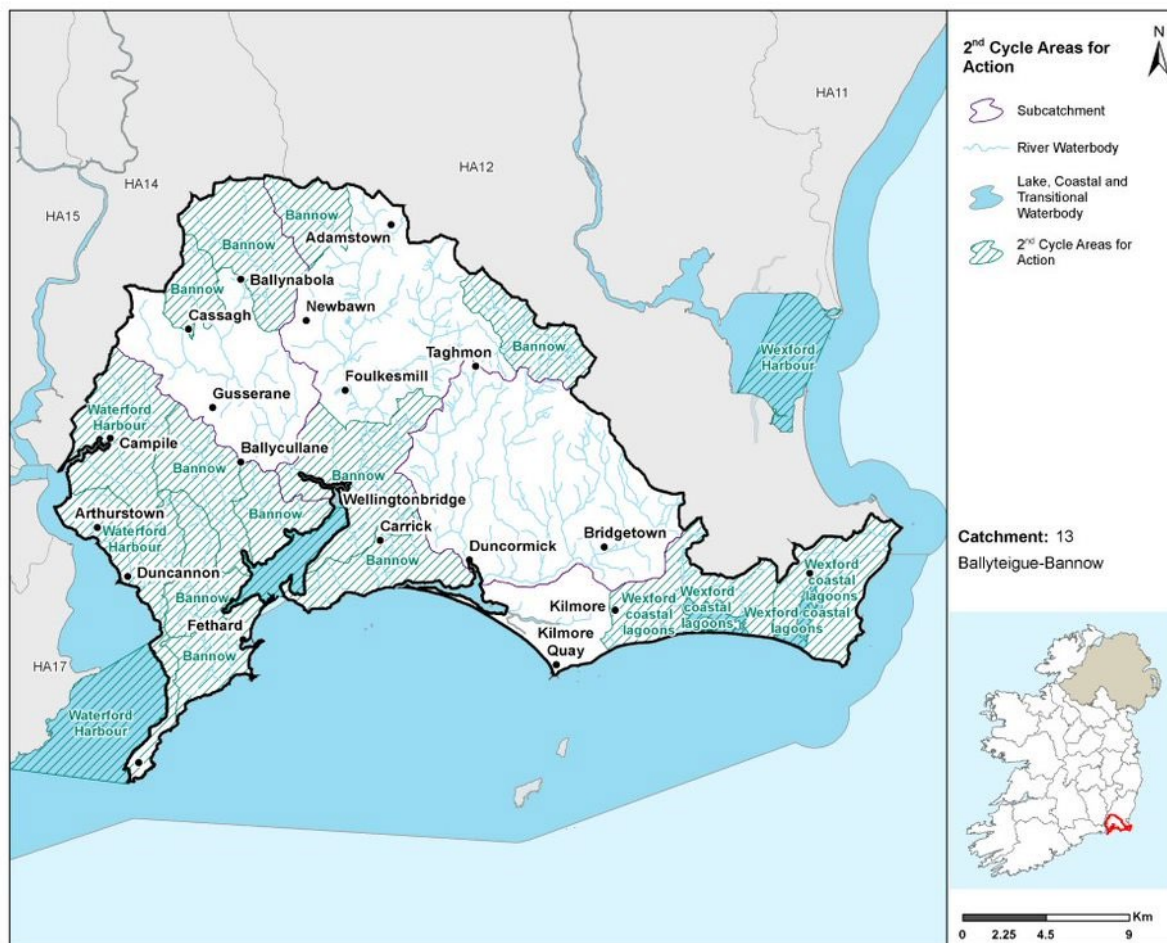 HA11
HA12
HA14
HA15
Bannow
Adamstown
Bannow
Ballynabola
Bannow
Cassagh
Newbawn
Bannow
Taghmon
Wexford
Harbour
Foulkesmill
Gusserane
Waterford
Harbour
Campile
Ballycullane
Bannow
Bannow
Wellingtonbridge
Bannow
Arthurstown
Waterford
Harbour
Carrick
Bridgetown
Duncormick
Bannow
Duncannon
Bannow
Wexford
coastal
lagoons
Wexford
coastal
lagoons
Wexford
coastal
lagoons
Wexford
coastal
lagoons
Kilmore
Fethard
Kilmore
Quay
Bannow
HA17
Waterford
Harbour
2nd Cycle Areas for
Action
N
Subcatchment
River Waterbody
Lake, Coastal and
Transitional
Waterbody
2nd Cycle Areas for
Action
Catchment: 13
Ballyteigue-Bannow
Km
0 2.25 4.5 9